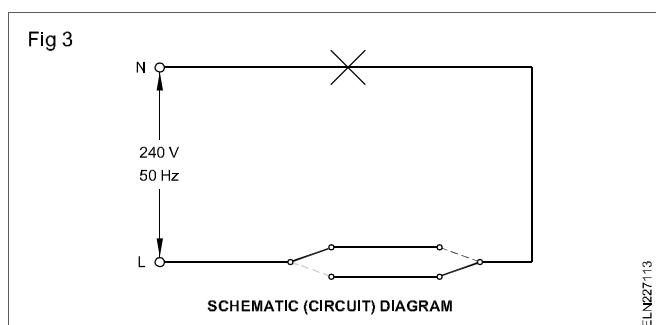 Fig 3
N
240 V
50 Hz
L
SCHEMATIC (CIRCUIT) DIAGRAM
ELN227113